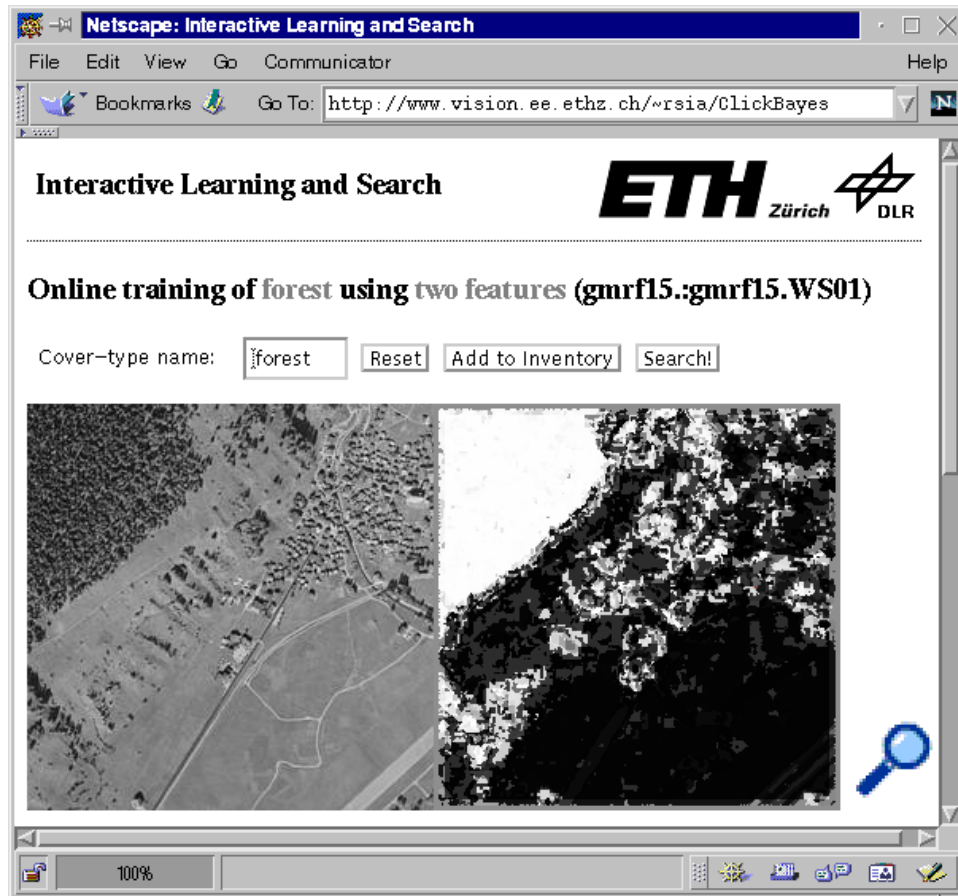 Netscape: Interactive Learning and Search
File Edit View Go Communicator Help
Bookmarks Go To: http://www.vision.ee.ethz.ch/~rsia/ClickBayes N
Interactive Learning and Search
ETH Zürich DLR
Online training of forest using two features (gmrf15.:gmrf15.WS01)
Cover-type name: forest Reset Add to Inventory Search!
100%